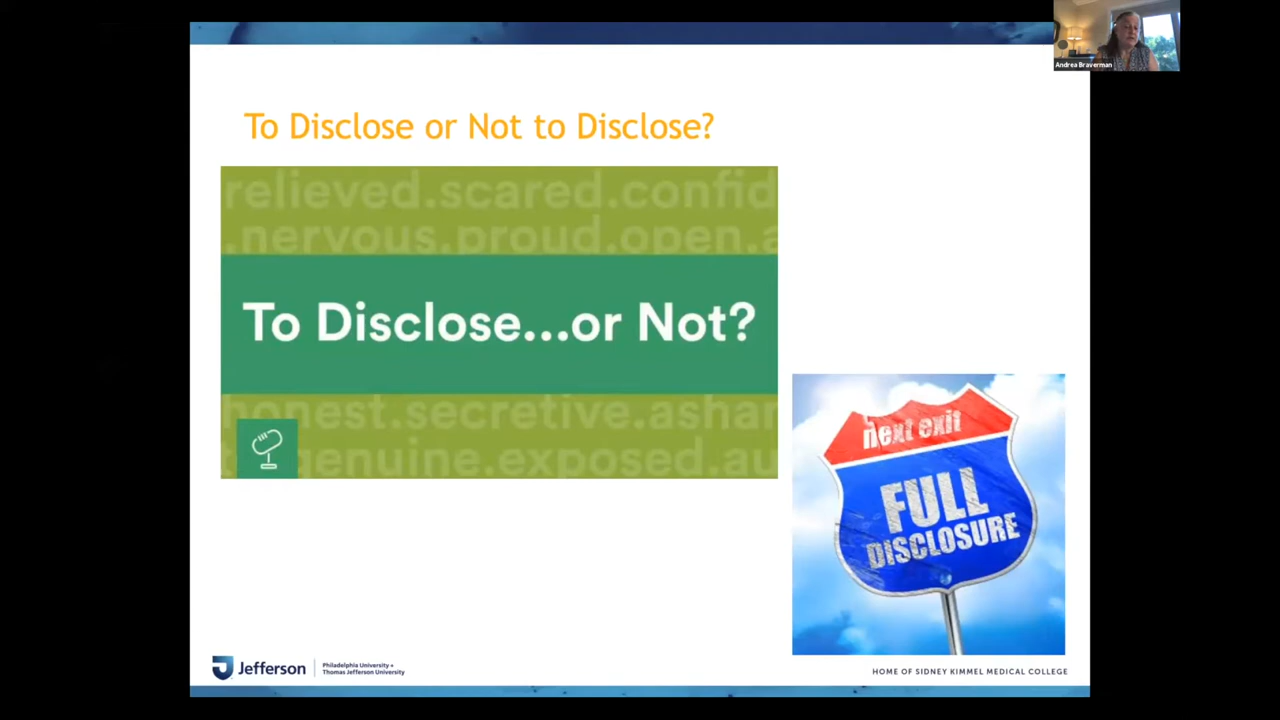 Andrea Braverman
To Disclose or Not to Disclose?
relieved.scared.confid
.nervous.proud.open.a
To Disclose...or Not?
honest.secretive.ashar
genuine.exposed.au
next exit
FULL
DISCLOSURE
Jefferson
Philadelphia University +
Thomas Jefferson University
HOME OF SIDNEY KIMMEL MEDICAL COLLEGE